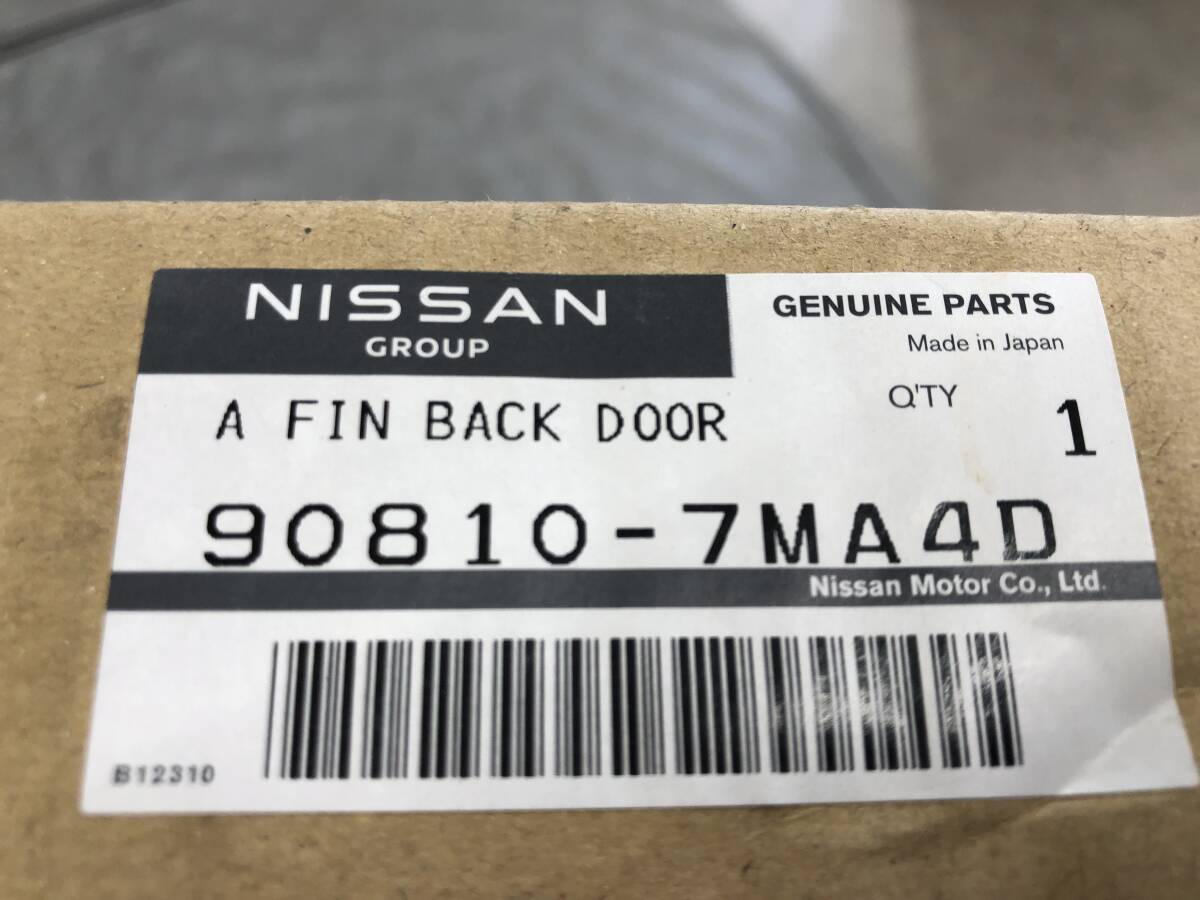 NISSAN
GROUP
GENUINE PARTS
Made in Japan
A FIN BACK DOOR
Q'TY 1
90810-7MA4D
Nissan Motor Co., Ltd.
B12310